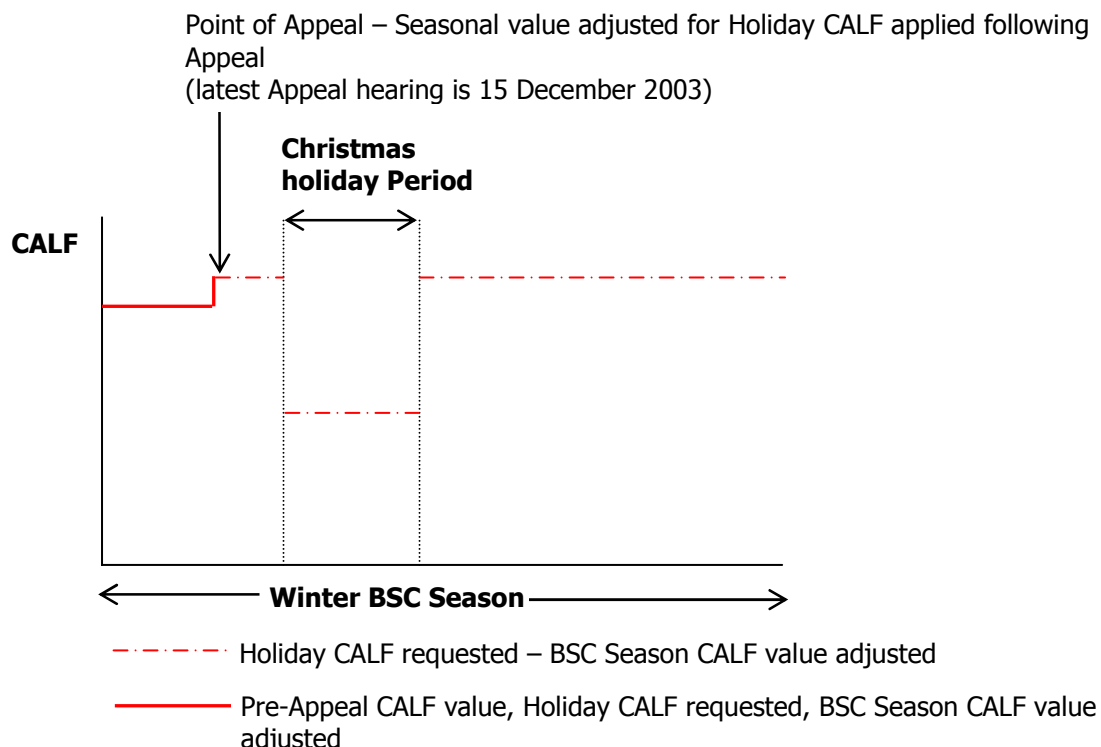 Point of Appeal – Seasonal value adjusted for Holiday CALF applied following
Appeal
(latest Appeal hearing is 15 December 2003)
Christmas
holiday Period
CALF
Winter BSC Season
Holiday CALF requested – BSC Season CALF value adjusted
Pre-Appeal CALF value, Holiday CALF requested, BSC Season CALF value
adjusted